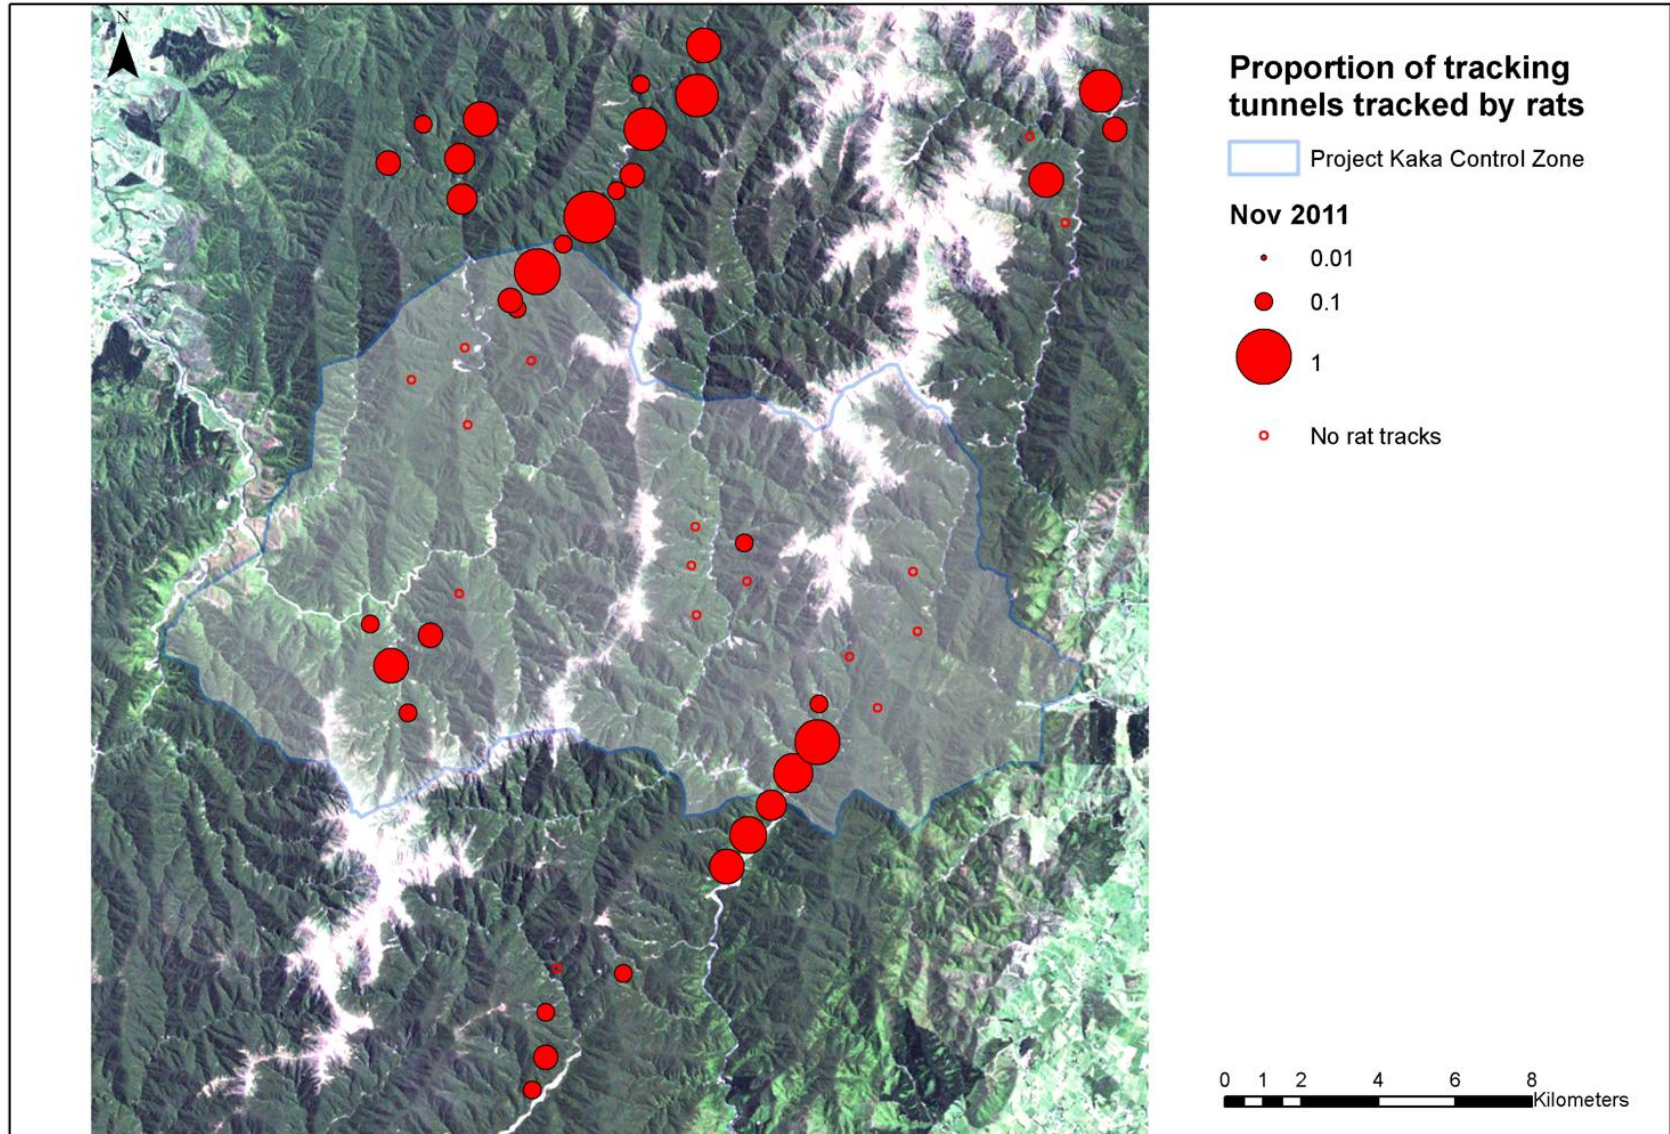 N
Proportion of tracking
tunnels tracked by rats
Project Kaka Control Zone
Nov 2011
0.01
0.1
1
No rat tracks
0 1 2 4 6 8
Kilometers